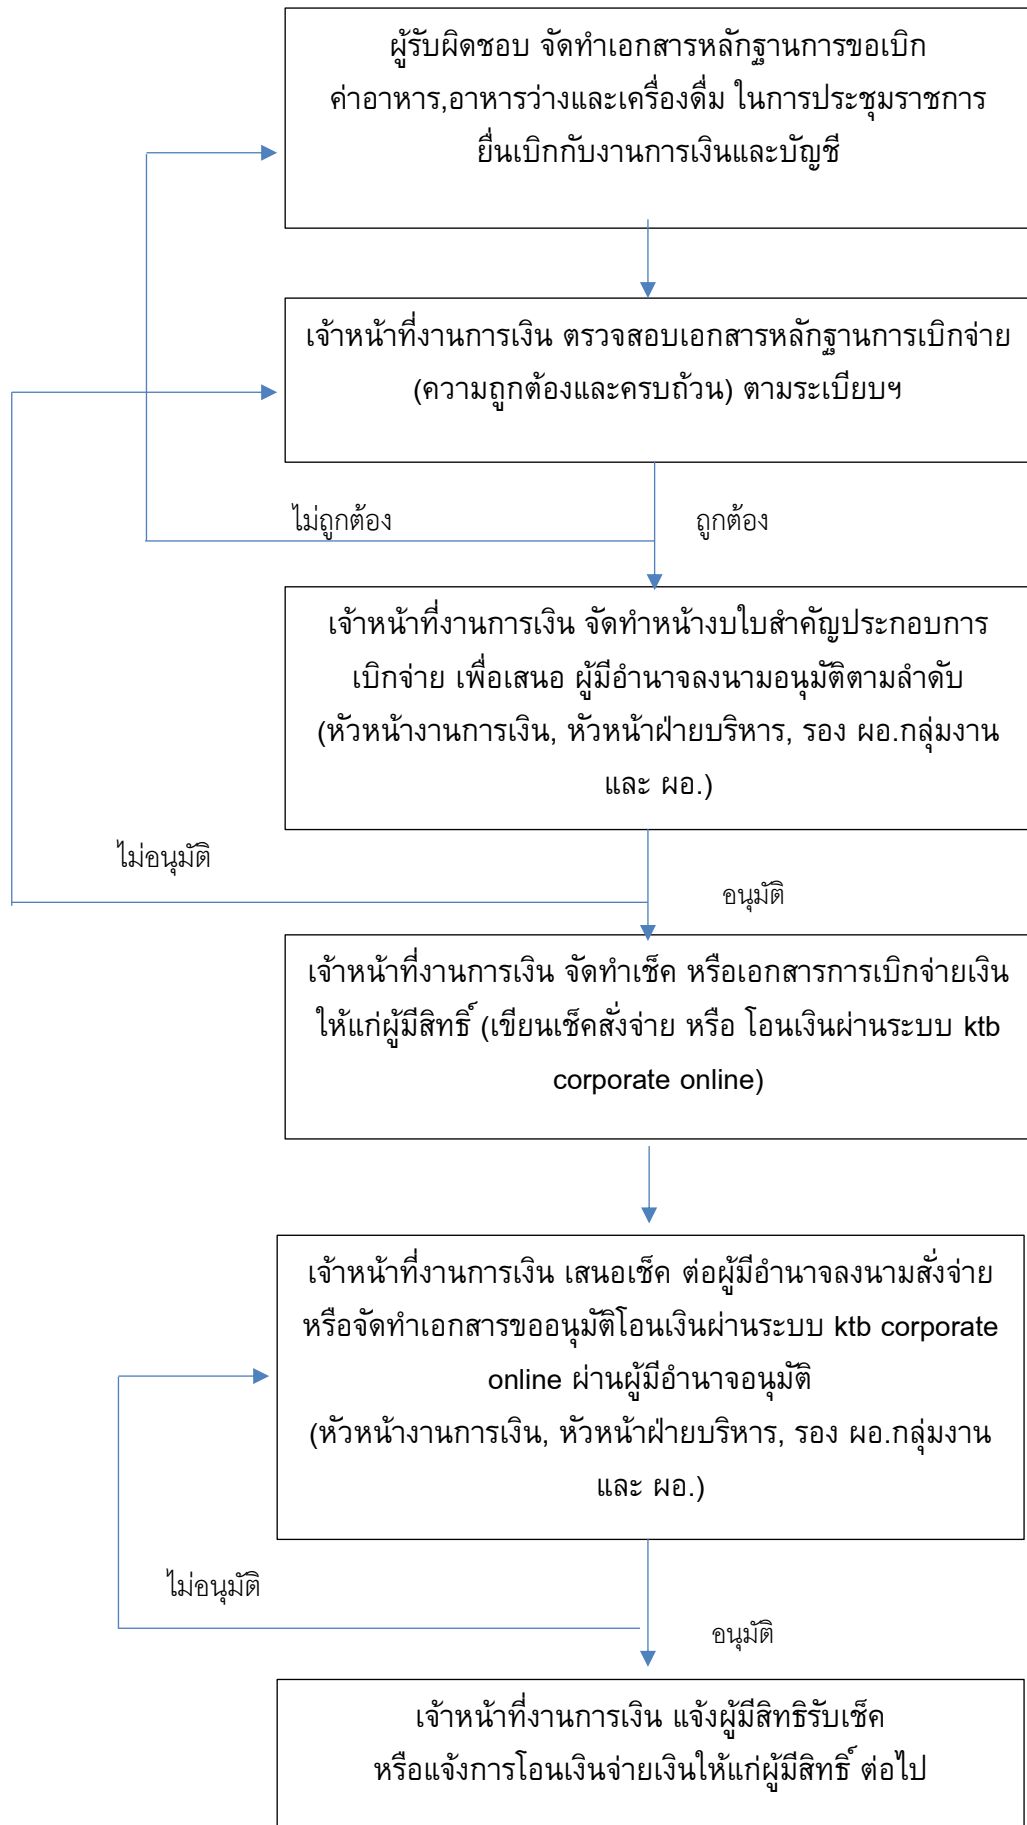 ผู้รับผิดชอบ จัดทำเอกสารหลักฐานการขอเบิก
ค่าอาหาร,อาหารว่างและเครื่องดื่ม ในการประชุมราชการ
ยื่นเบิกกับงานการเงินและบัญชี
เจ้าหน้าที่งานการเงิน ตรวจสอบเอกสารหลักฐานการเบิกจ่าย
(ความถูกต้องและครบถ้วน) ตามระเบียบฯ
ไม่ถูกต้อง
ถูกต้อง
เจ้าหน้าที่งานการเงิน จัดทำหน้างบใบสำคัญประกอบการ
เบิกจ่าย เพื่อเสนอ ผู้มีอำนาจลงนามอนุมัติตามลำดับ
(หัวหน้างานการเงิน, หัวหน้าฝ่ายบริหาร, รอง ผอ.กลุ่มงาน
และ ผอ.)
ไม่อนุมัติ
อนุมัติ
เจ้าหน้าที่งานการเงิน จัดทำเช็ค หรือเอกสารการเบิกจ่ายเงิน
ให้แก่ผู้มีสิทธิ์ (เขียนเช็คสั่งจ่าย หรือ โอนเงินผ่านระบบ ktb
corporate online)
เจ้าหน้าที่งานการเงิน เสนอเช็ค ต่อผู้มีอำนาจลงนามสั่งจ่าย
หรือจัดทำเอกสารขออนุมัติโอนเงินผ่านระบบ ktb corporate
online ผ่านผู้มีอำนาจอนุมัติ
(หัวหน้างานการเงิน, หัวหน้าฝ่ายบริหาร, รอง ผอ.กลุ่มงาน
และ ผอ.)
ไม่อนุมัติ
อนุมัติ
เจ้าหน้าที่งานการเงิน แจ้งผู้มีสิทธิรับเช็ค
หรือแจ้งการโอนเงินจ่ายเงินให้แก่ผู้มีสิทธิ์ ต่อไป